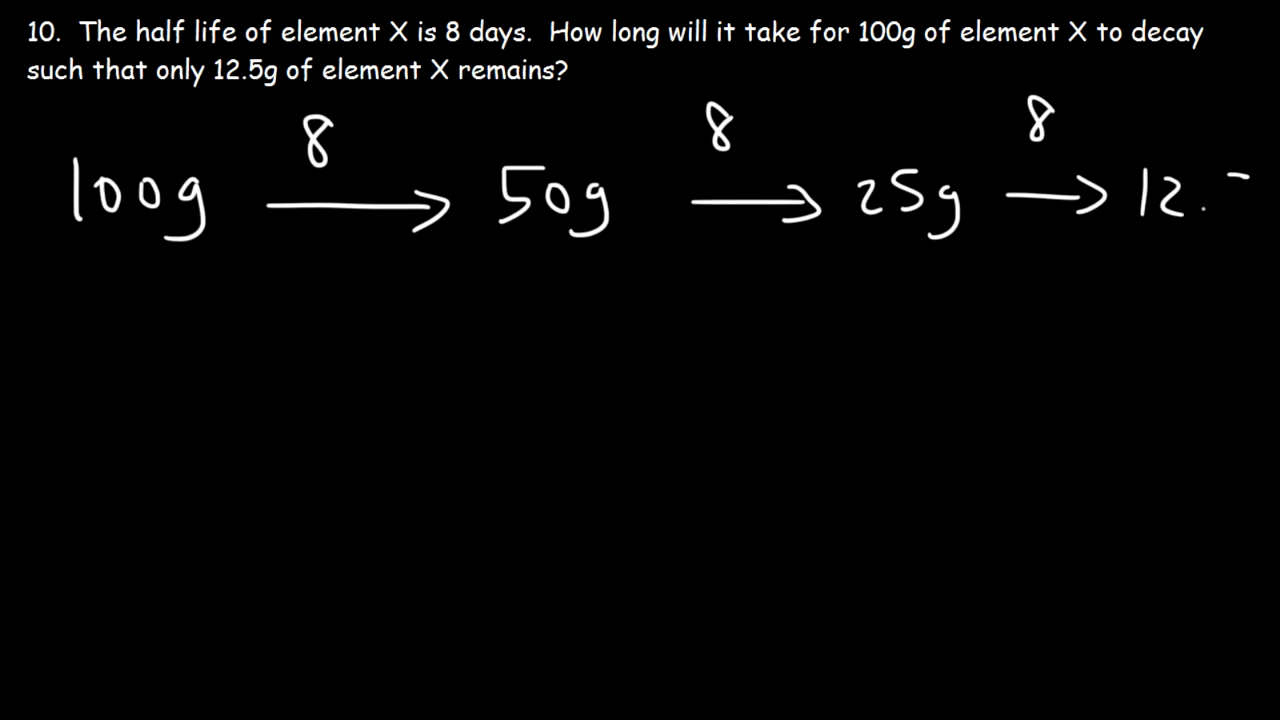 10. The half life of element X is 8 days. How long will it take for 100g of element X to decay
such that only 12.5g of element X remains?
8 8 8
100g → 50g → 25g → 12.